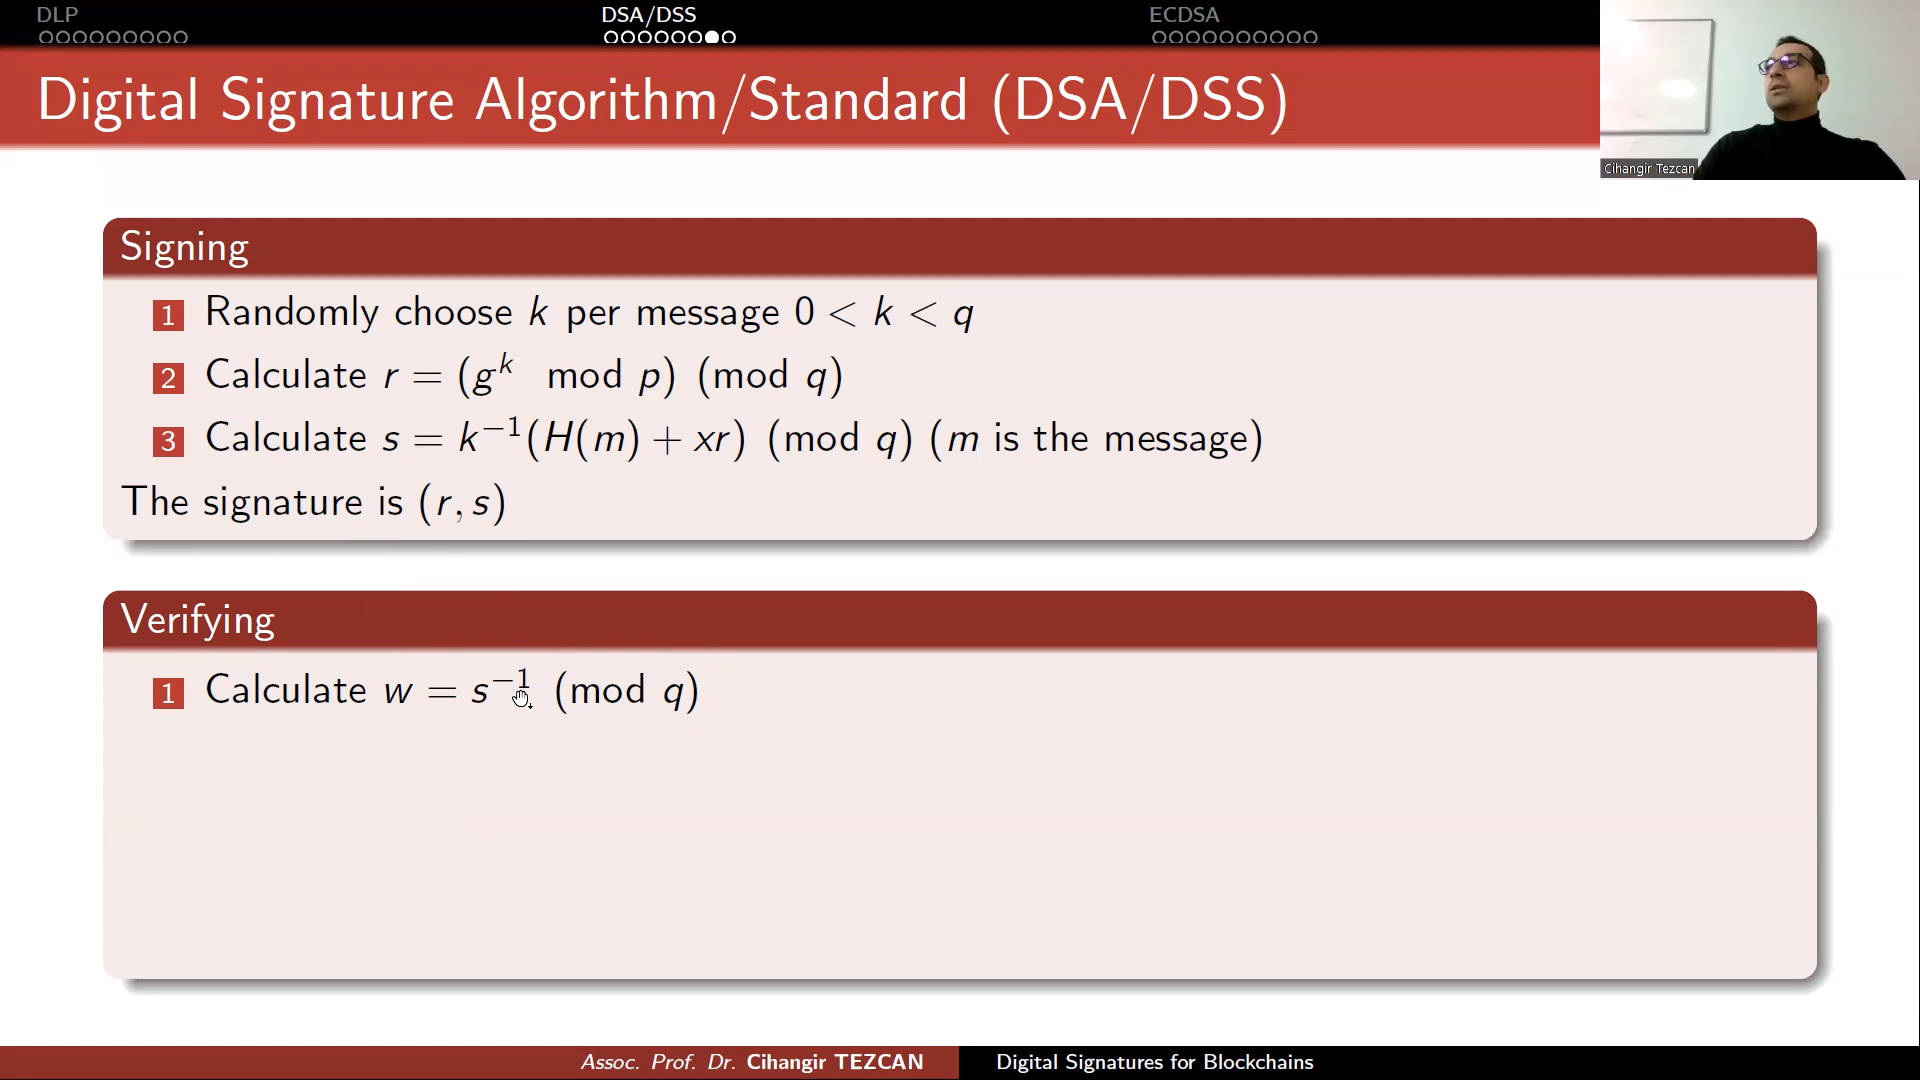 DLP
DSA/DSS
ECDSA
Digital Signature Algorithm/Standard (DSA/DSS)
Cihangir Tezcan
Signing
1 Randomly choose k per message 0 < k < q
2 Calculate r = (g^k mod p) (mod q)
3 Calculate s = k^−1(H(m) + xr) (mod q) (m is the message)
The signature is (r, s)
Verifying
1 Calculate w = s^−1 (mod q)
Assoc. Prof. Dr. Cihangir TEZCAN
Digital Signatures for Blockchains